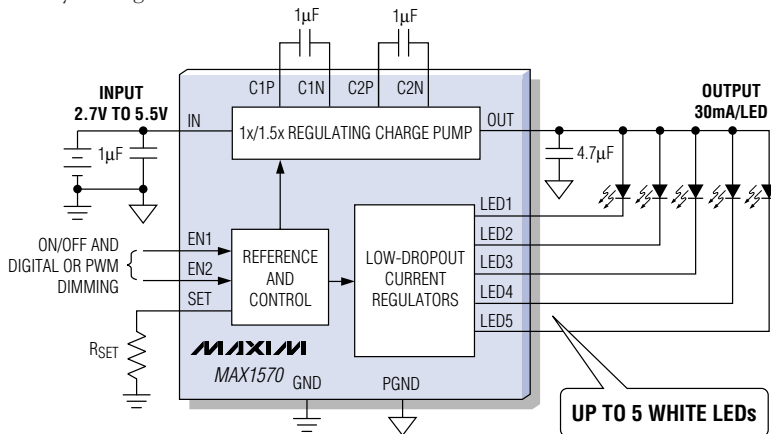 1µF
1µF
C1P
C1N
C2P
C2N
INPUT
2.7V TO 5.5V
OUTPUT
30mA/LED
IN
1x/1.5x REGULATING CHARGE PUMP
OUT
1µF
4.7µF
ON/OFF AND
DIGITAL OR PWM
DIMMING
EN1
EN2
SET
REFERENCE
AND
CONTROL
LOW-DROPOUT
CURRENT
REGULATORS
LED1
LED2
LED3
LED4
LED5
RSET
MAXIM
MAX1570
GND
PGND
UP TO 5 WHITE LEDs